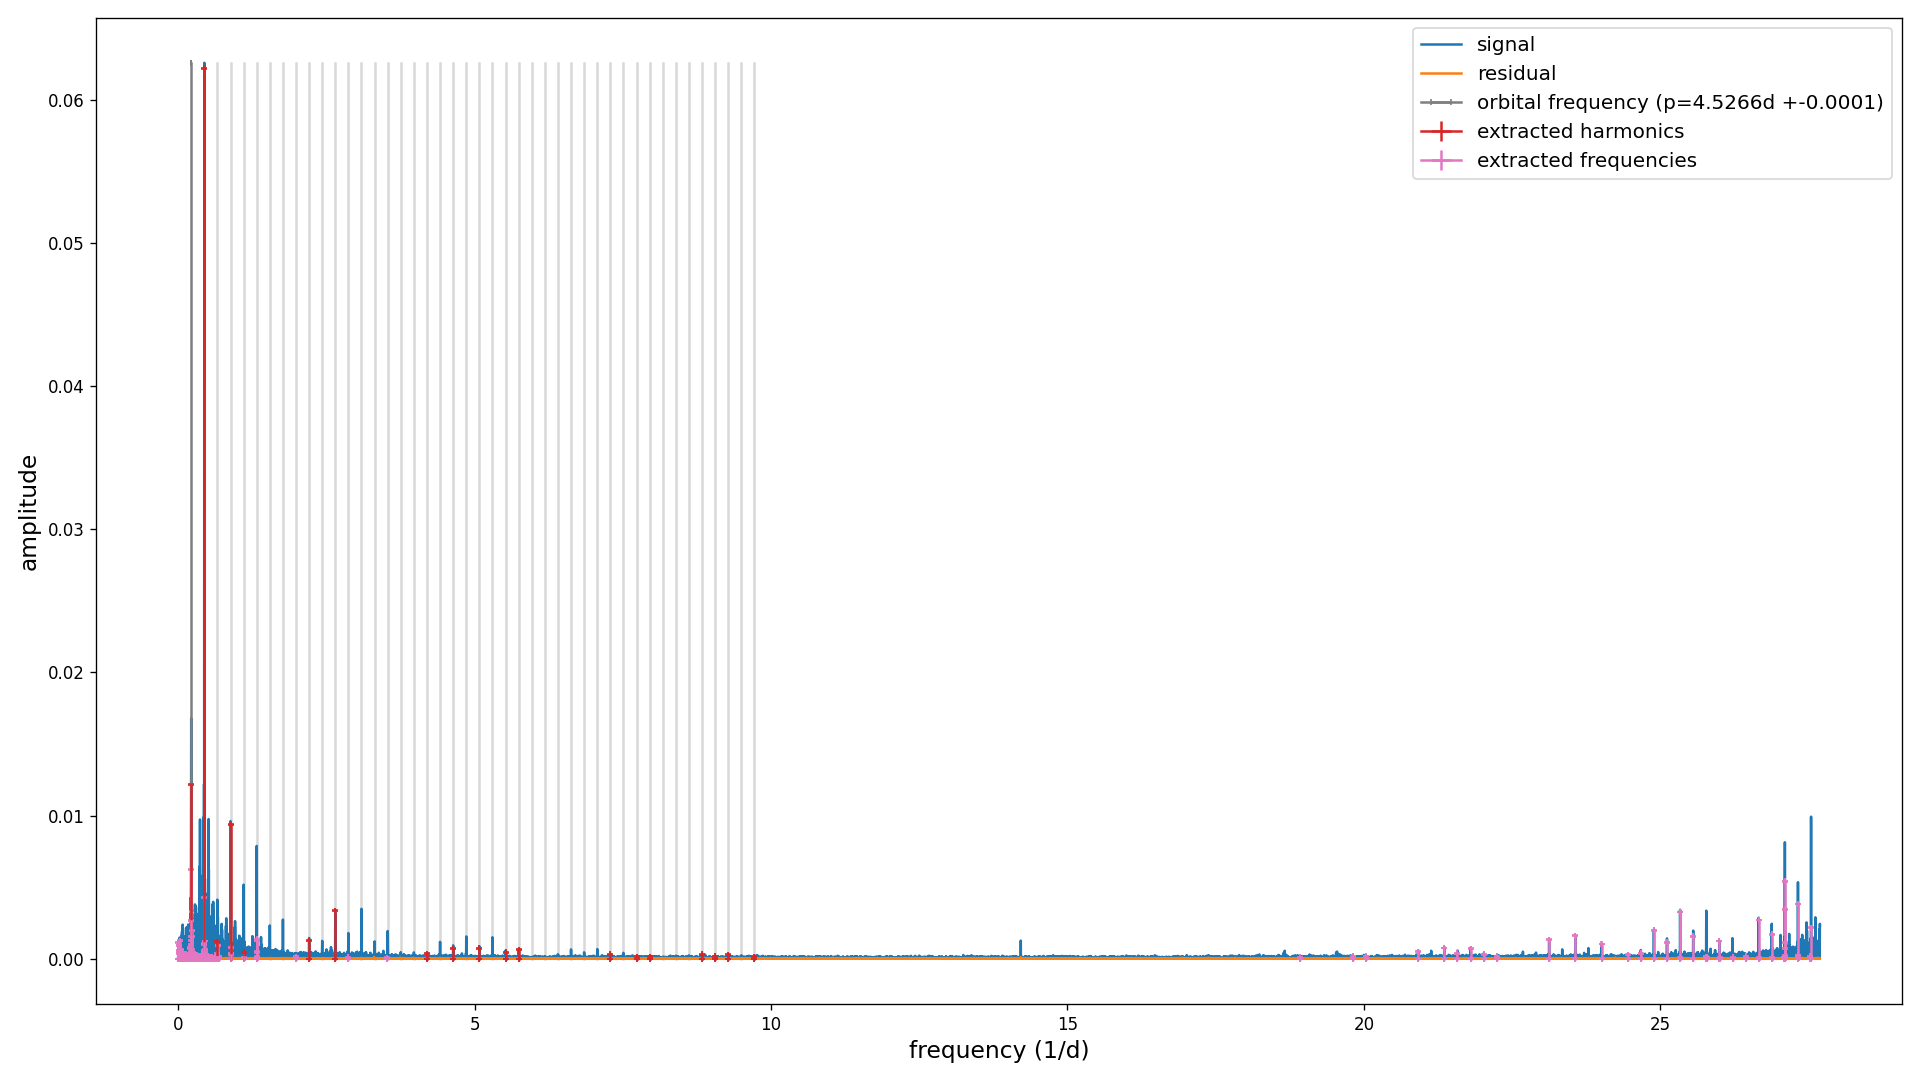 signal
residual
orbital frequency (p=4.5266d +-0.0001)
extracted harmonics
extracted frequencies
amplitude
0.06
0.05
0.04
0.03
0.02
0.01
0.00
0 5 10 15 20 25
frequency (1/d)